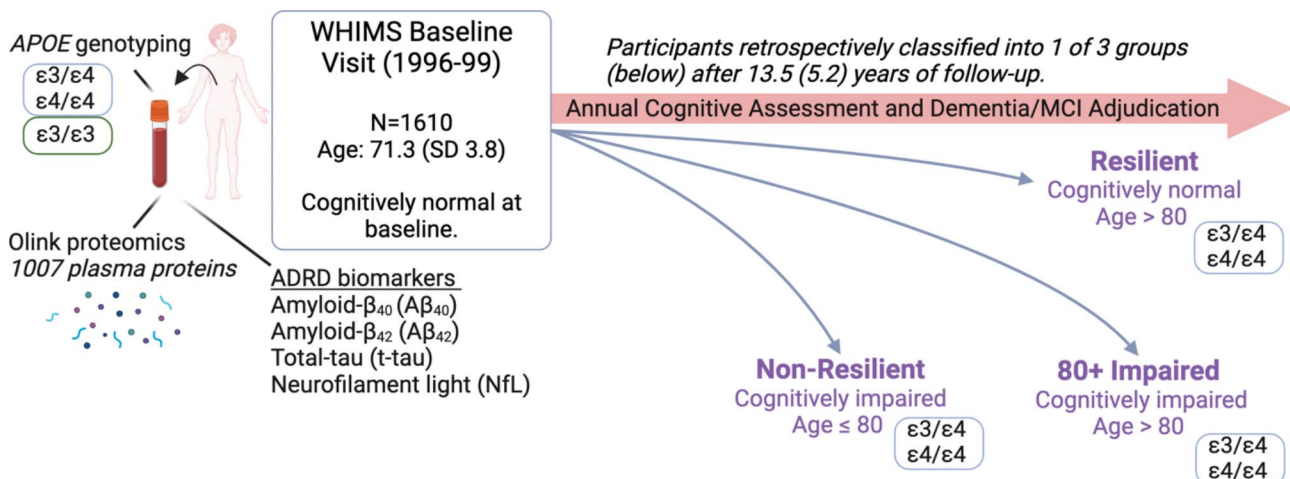 APOE genotyping
ε3/ε4
ε4/ε4
ε3/ε3
Olink proteomics
1007 plasma proteins
WHIMS Baseline
Visit (1996-99)
N=1610
Age: 71.3 (SD 3.8)
Cognitively normal at
baseline.
ADRD biomarkers
Amyloid-β₄₀ (Aβ₄₀)
Amyloid-β₄₂ (Aβ₄₂)
Total-tau (t-tau)
Neurofilament light (NfL)
Participants retrospectively classified into 1 of 3 groups
(below) after 13.5 (5.2) years of follow-up.
Annual Cognitive Assessment and Dementia/MCI Adjudication
Resilient
Cognitively normal
Age > 80
ε3/ε4
ε4/ε4
Non-Resilient
Cognitively impaired
Age ≤ 80
ε3/ε4
ε4/ε4
80+ Impaired
Cognitively impaired
Age > 80
ε3/ε4
ε4/ε4